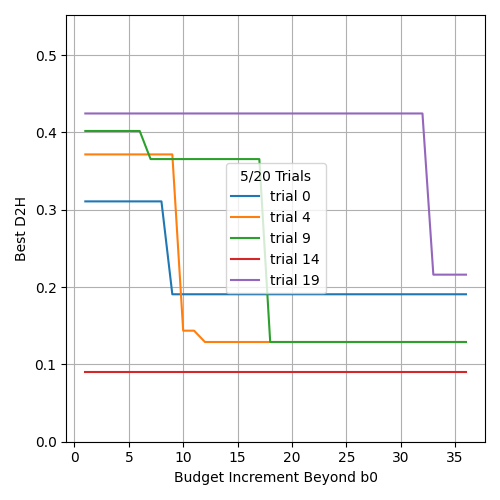 0.5
0.4
0.3
0.2
0.1
0.0
Best D2H
5/20 Trials
trial 0
trial 4
trial 9
trial 14
trial 19
0 5 10 15 20 25 30 35
Budget Increment Beyond b0